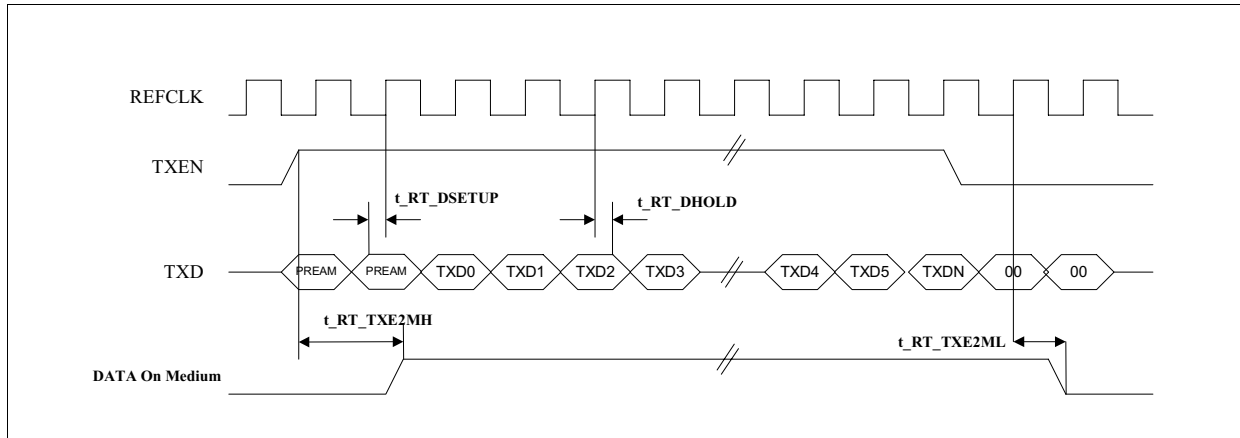 REFCLK
TXEN
t_RT_DSETUP
t_RT_DHOLD
TXD
PREAM PREAM TXD0 TXD1 TXD2 TXD3 TXD4 TXD5 TXDN 00 00
t_RT_TXE2MH
t_RT_TXE2ML
DATA On Medium